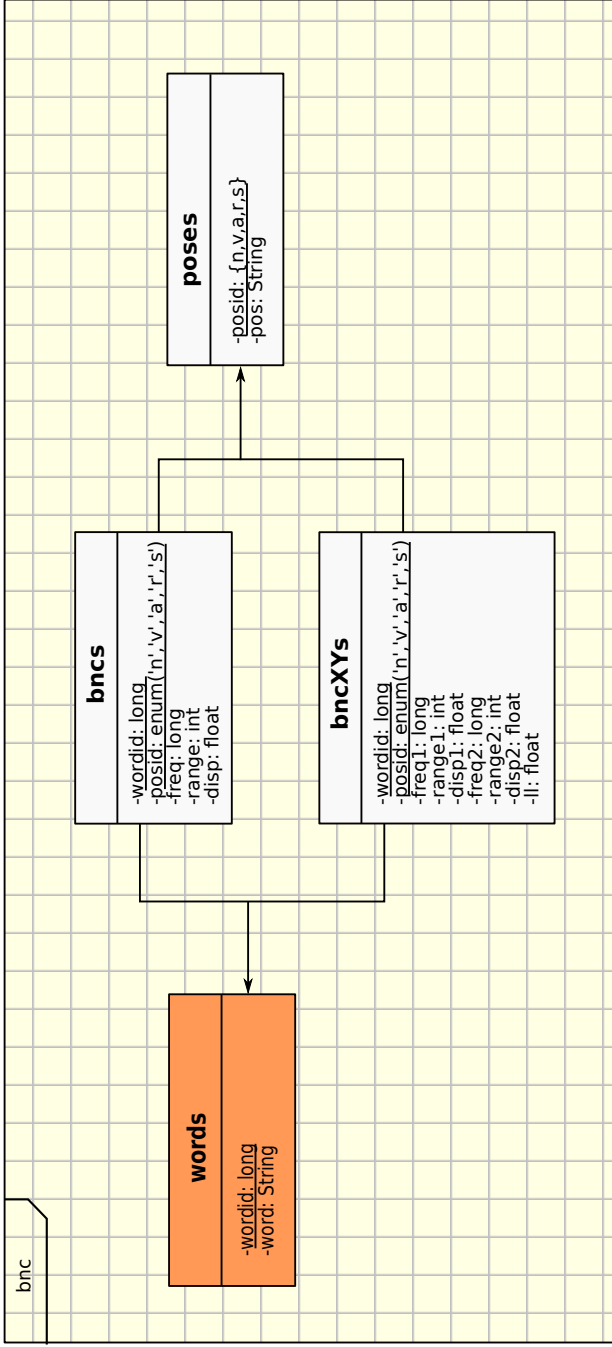 bnc
words
-wordid: long
-word: String
bncs
-wordid: long
-posid: enum('n','v','a','r','s')
-freq: long
-range: int
-disp: float
bncXYs
-wordid: long
-posid: enum('n','v','a','r','s')
-freq1: long
-range1: int
-disp1: float
-freq2: long
-range2: int
-disp2: float
-ll: float
poses
-posid: {n,v,a,r,s}
-pos: String